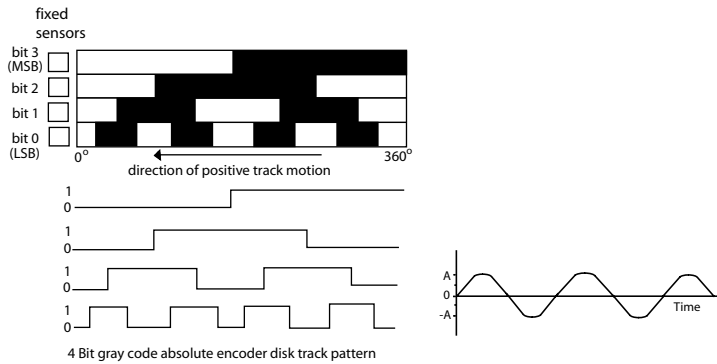 fixed
sensors
bit 3
(MSB)
bit 2
bit 1
bit 0
(LSB)
0° 360°
direction of positive track motion
1
0
1
0
1
0
1
0
4 Bit gray code absolute encoder disk track pattern
A
0
-A
Time